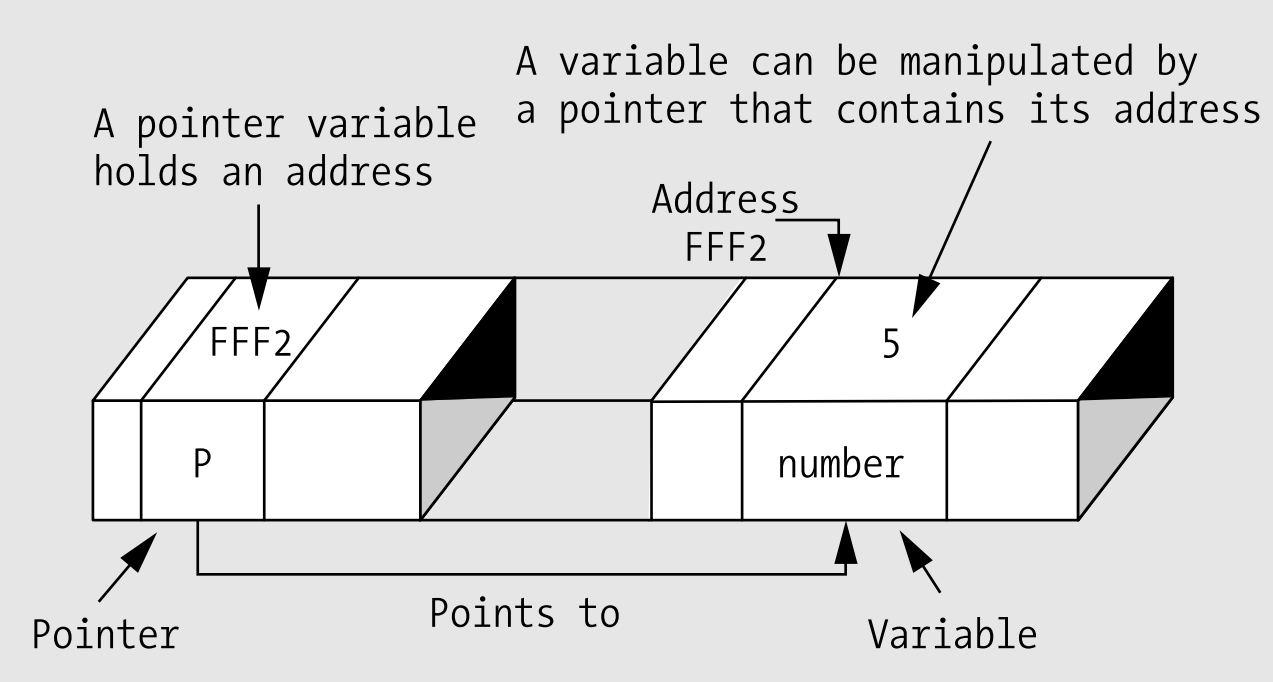 A pointer variable
holds an address
A variable can be manipulated by
a pointer that contains its address
Address
FFF2
FFF2
5
P
number
Points to
Pointer
Variable